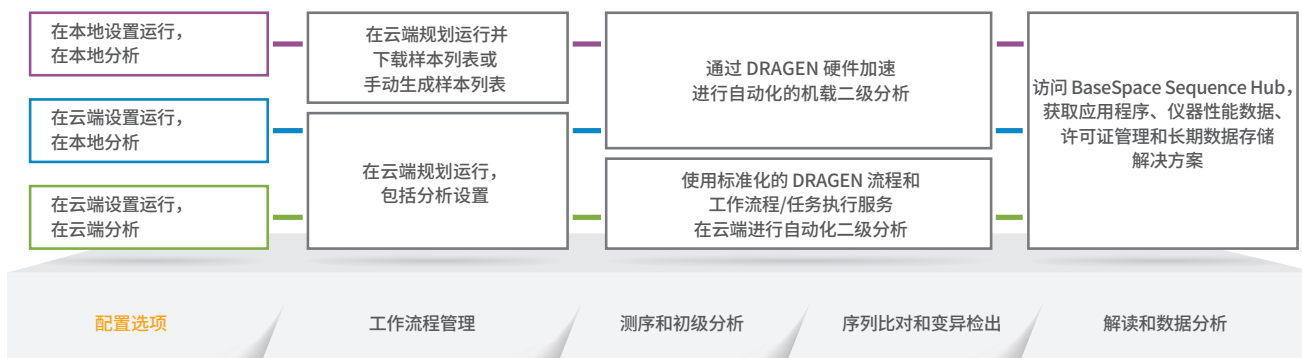 在本地设置运行，
在本地分析
在云端设置运行，
在本地分析
在云端设置运行，
在云端分析
在云端规划运行并
下载样本列表或
手动生成样本列表
在云端规划运行，
包括分析设置
通过 DRAGEN 硬件加速
进行自动化的机载二级分析
使用标准化的 DRAGEN 流程和
工作流程/任务执行服务
在云端进行自动化二级分析
访问 BaseSpace Sequence Hub，
获取应用程序、仪器性能数据、
许可证管理和长期数据存储
解决方案
配置选项
工作流程管理
测序和初级分析
序列比对和变异检出
解读和数据分析